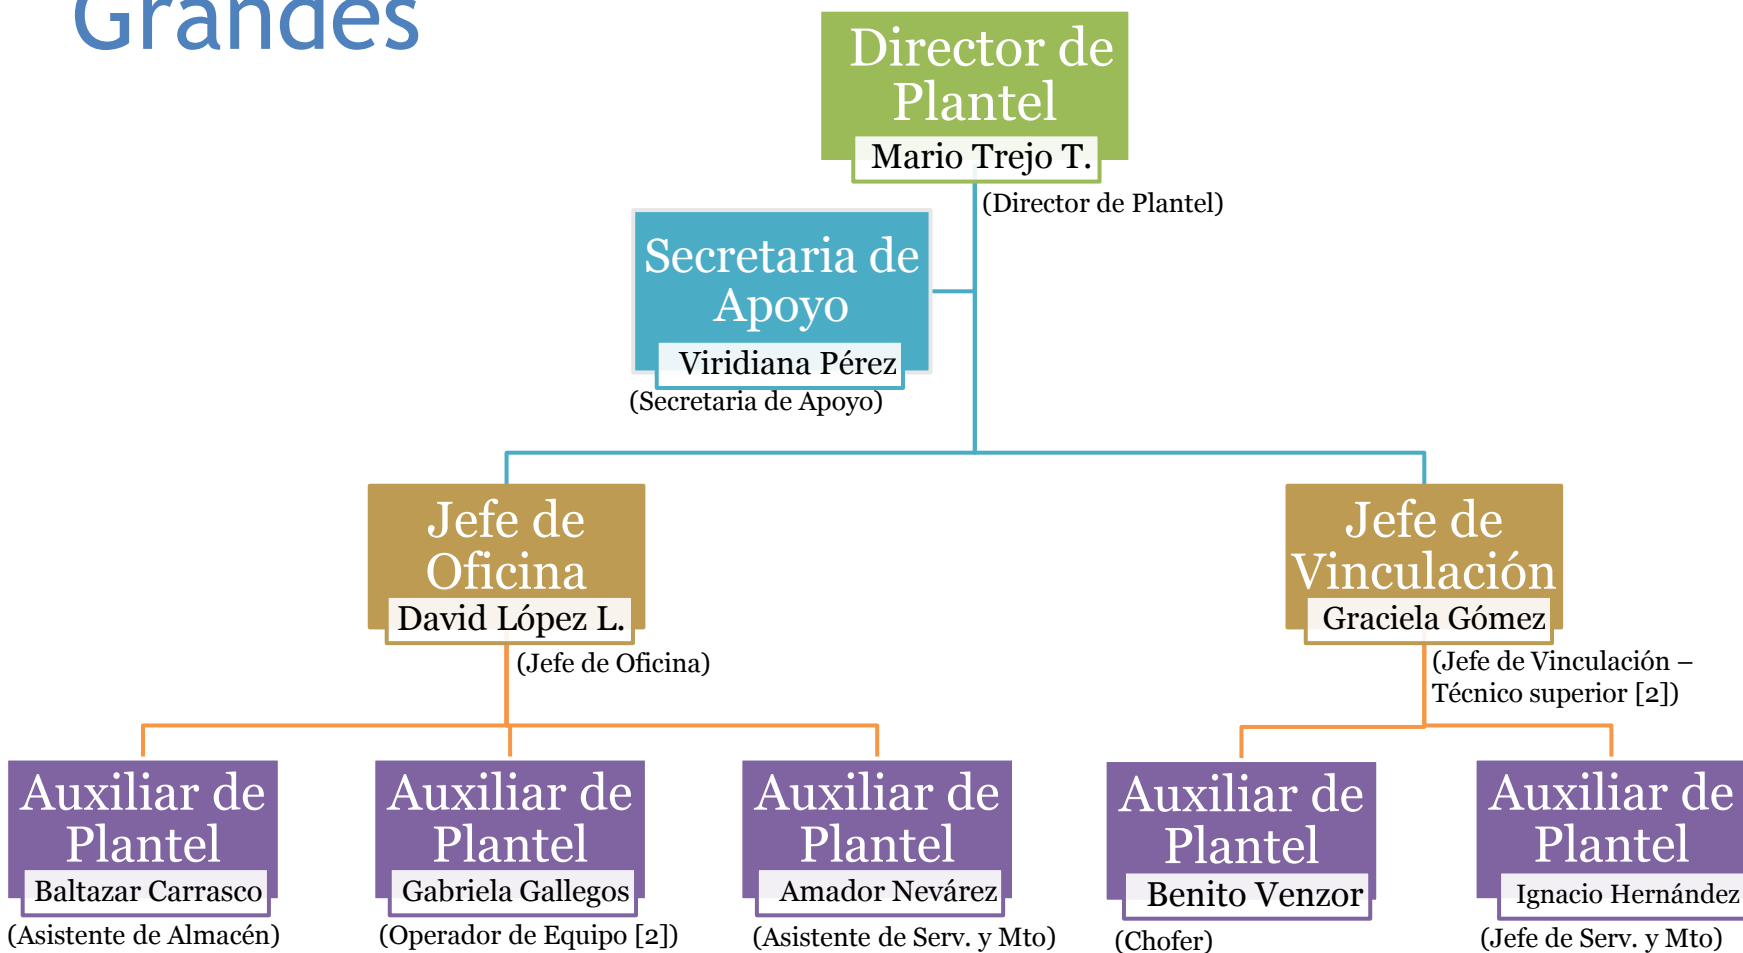 Grandes
Director de
Plantel
Mario Trejo T.
(Director de Plantel)
Secretaria de
Apoyo
Viridiana Pérez
(Secretaria de Apoyo)
Jefe de
Oficina
David López L.
(Jefe de Oficina)
Jefe de
Vinculación
Graciela Gómez
(Jefe de Vinculación –
Técnico superior [2])
Auxiliar de
Plantel
Baltazar Carrasco
(Asistente de Almacén)
Auxiliar de
Plantel
Gabriela Gallegos
(Operador de Equipo [2])
Auxiliar de
Plantel
Amador Nevárez
(Asistente de Serv. y Mto)
Auxiliar de
Plantel
Benito Venzor
(Chofer)
Auxiliar de
Plantel
Ignacio Hernández
(Jefe de Serv. y Mto)